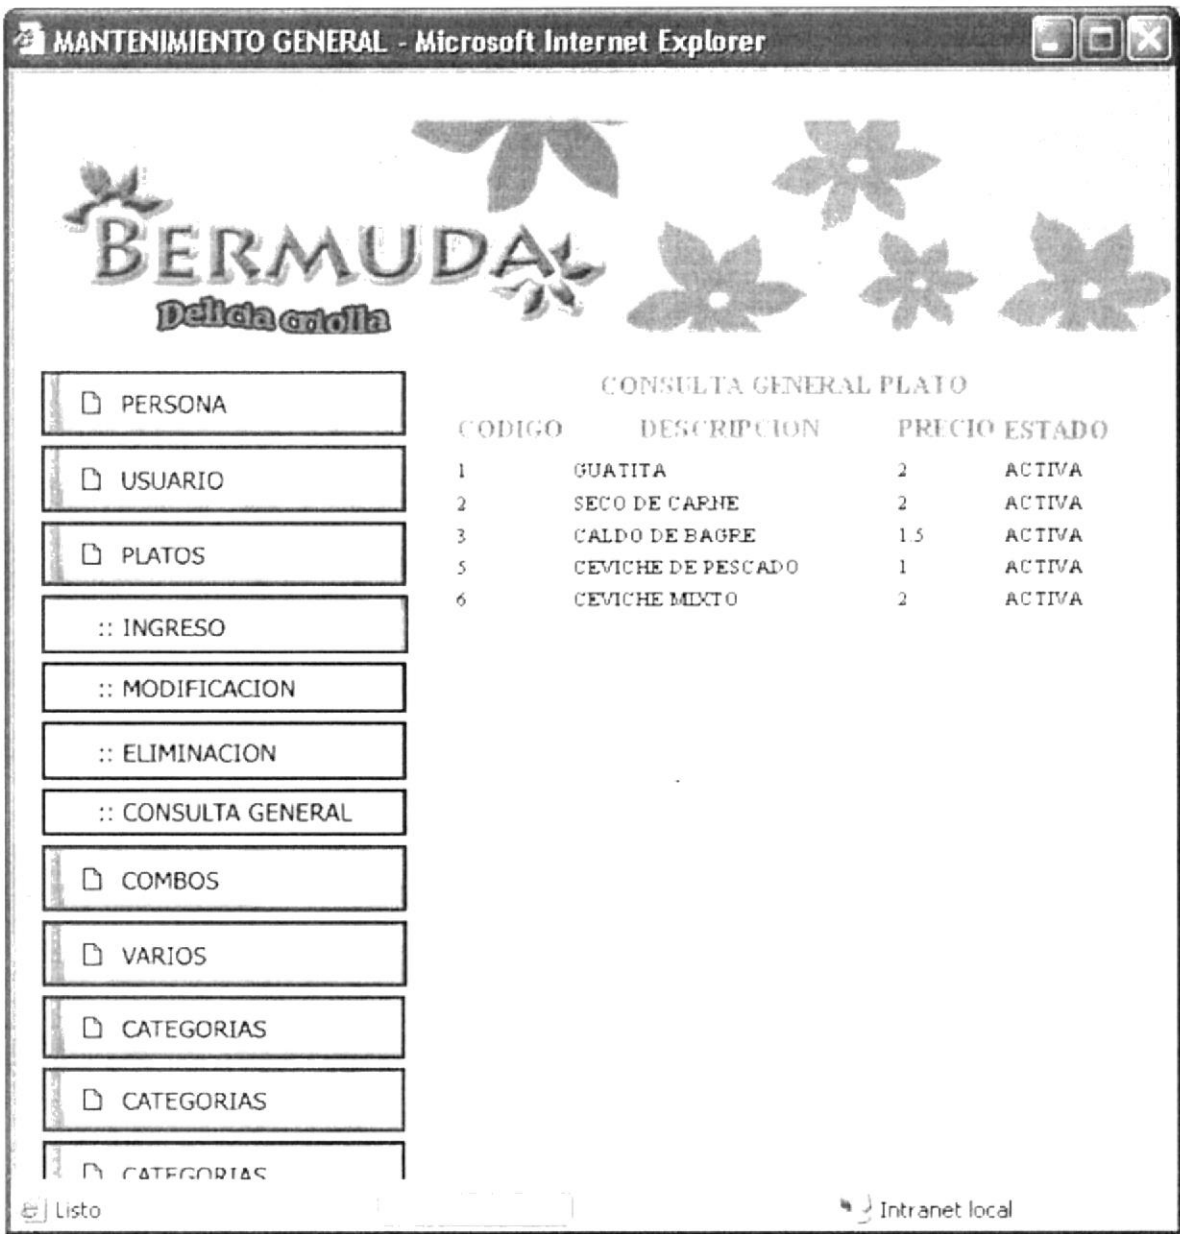 MANTENIMIENTO GENERAL - Microsoft Internet Explorer
BERMUDA
Delicia criolla
PERSONA
USUARIO
PLATOS
:: INGRESO
:: MODIFICACION
:: ELIMINACION
:: CONSULTA GENERAL
COMBOS
VARIOS
CATEGORIAS
CATEGORIAS
CATEGORIAS
CONSULTA GENERAL PLATO
CODIGO DESCRIPCION PRECIO ESTADO
1 GUATITA 2 ACTIVA
2 SECO DE CARNE 2 ACTIVA
3 CALDO DE BAGRE 1.5 ACTIVA
5 CEVICHE DE PESCADO 1 ACTIVA
6 CEVICHE MIXTO 2 ACTIVA
Listo
Intranet local